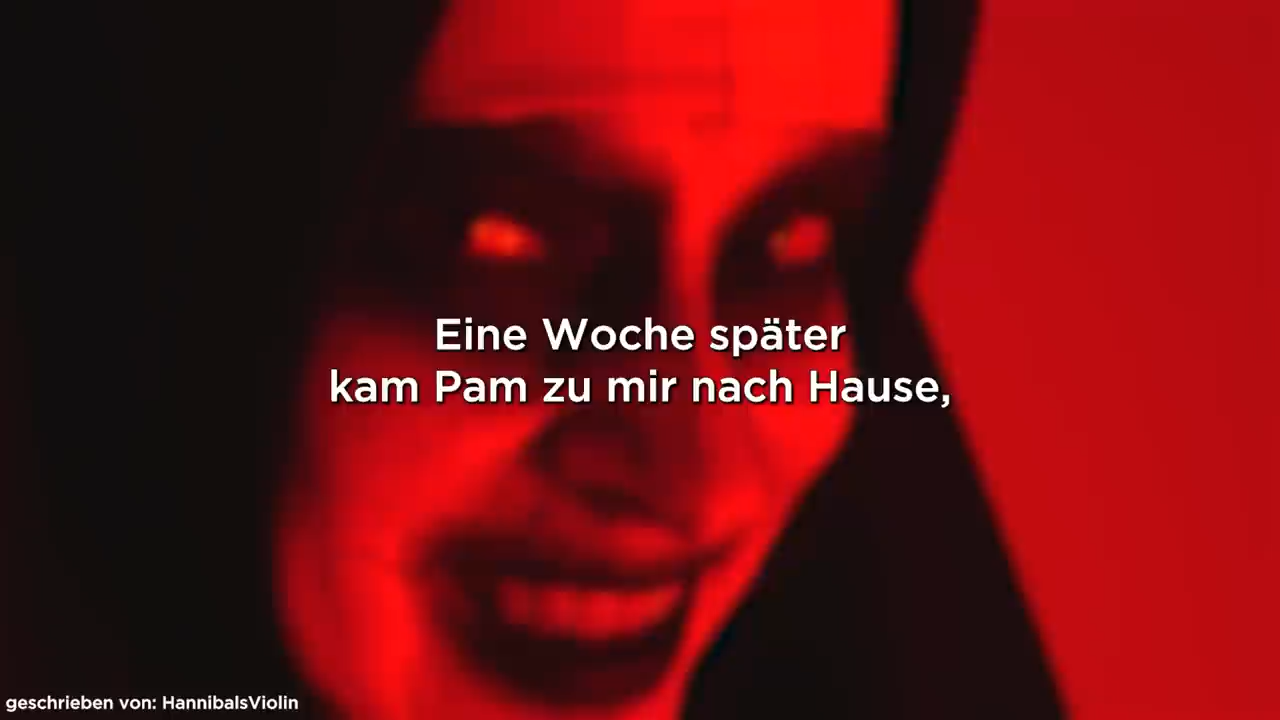 Eine Woche später
kam Pam zu mir nach Hause,
geschrieben von: HannibalsViolin